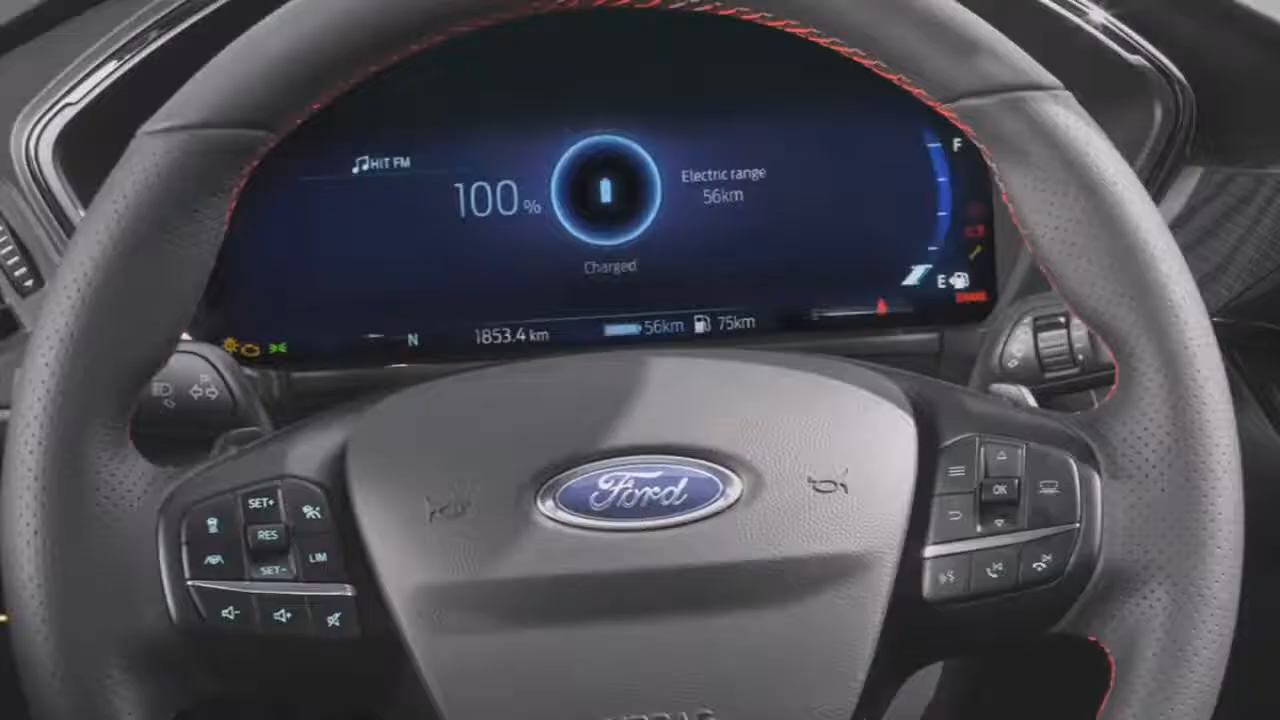 HIT FM
100 %
Electric range
56km
Charged
F
E
N
1853.4 km
56km
75km
Ford
SET+
RES
LIM
SET-
OK